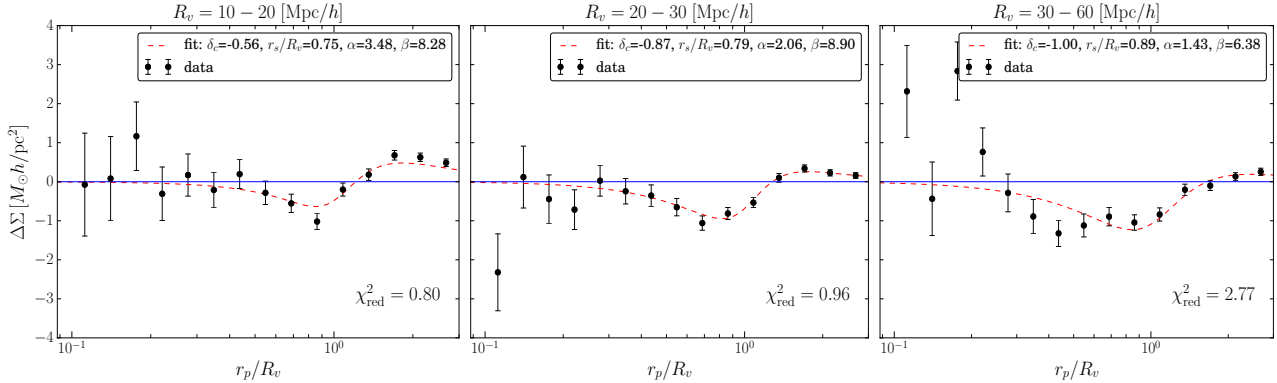 R_v = 10 − 20 [Mpc/h]
fit: δ_c=-0.56, r_s/R_v=0.75, α=3.48, β=8.28
data
4
3
2
1
0
−1
−2
−3
−4
ΔΣ [M_⊙h/pc²]
χ²_red = 0.80
10⁻¹
10⁰
r_p/R_v
R_v = 20 − 30 [Mpc/h]
fit: δ_c=-0.87, r_s/R_v=0.79, α=2.06, β=8.90
data
χ²_red = 0.96
10⁻¹
10⁰
r_p/R_v
R_v = 30 − 60 [Mpc/h]
fit: δ_c=-1.00, r_s/R_v=0.89, α=1.43, β=6.38
data
χ²_red = 2.77
10⁻¹
10⁰
r_p/R_v